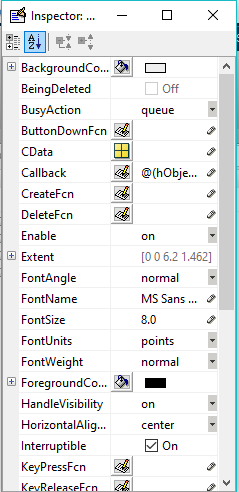 Inspector: ...
BackgroundCo...
BeingDeleted Off
BusyAction queue
ButtonDownFcn
CData
Callback @(hObje...
CreateFcn
DeleteFcn
Enable on
Extent [0 0 6.2 1.462]
FontAngle normal
FontName MS Sans ...
FontSize 8.0
FontUnits points
FontWeight normal
ForegroundCo...
HandleVisibility on
HorizontalAlig... center
Interruptible On
KeyPressFcn
KeyReleaseFcn